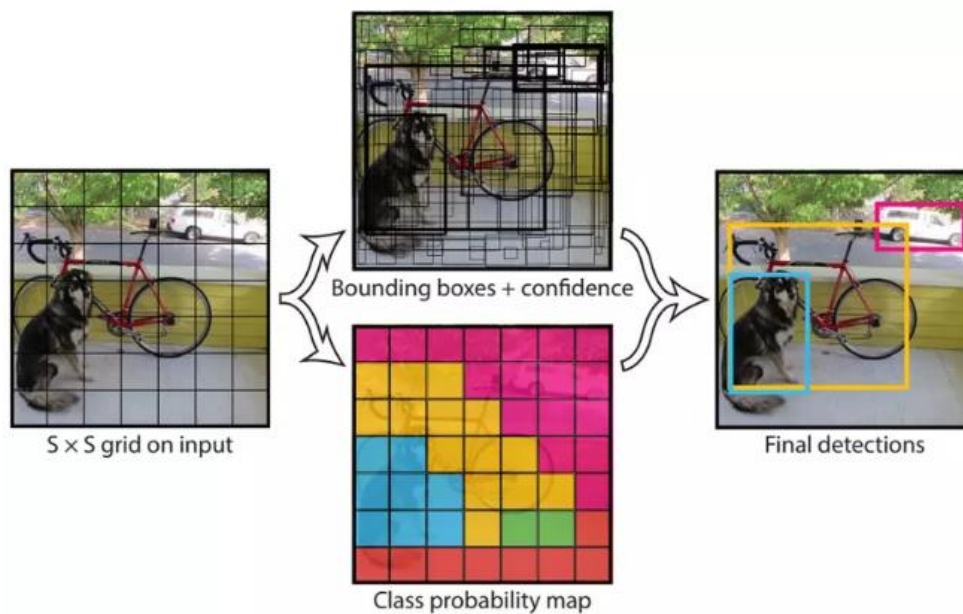 S × S grid on input
Bounding boxes + confidence
Class probability map
Final detections